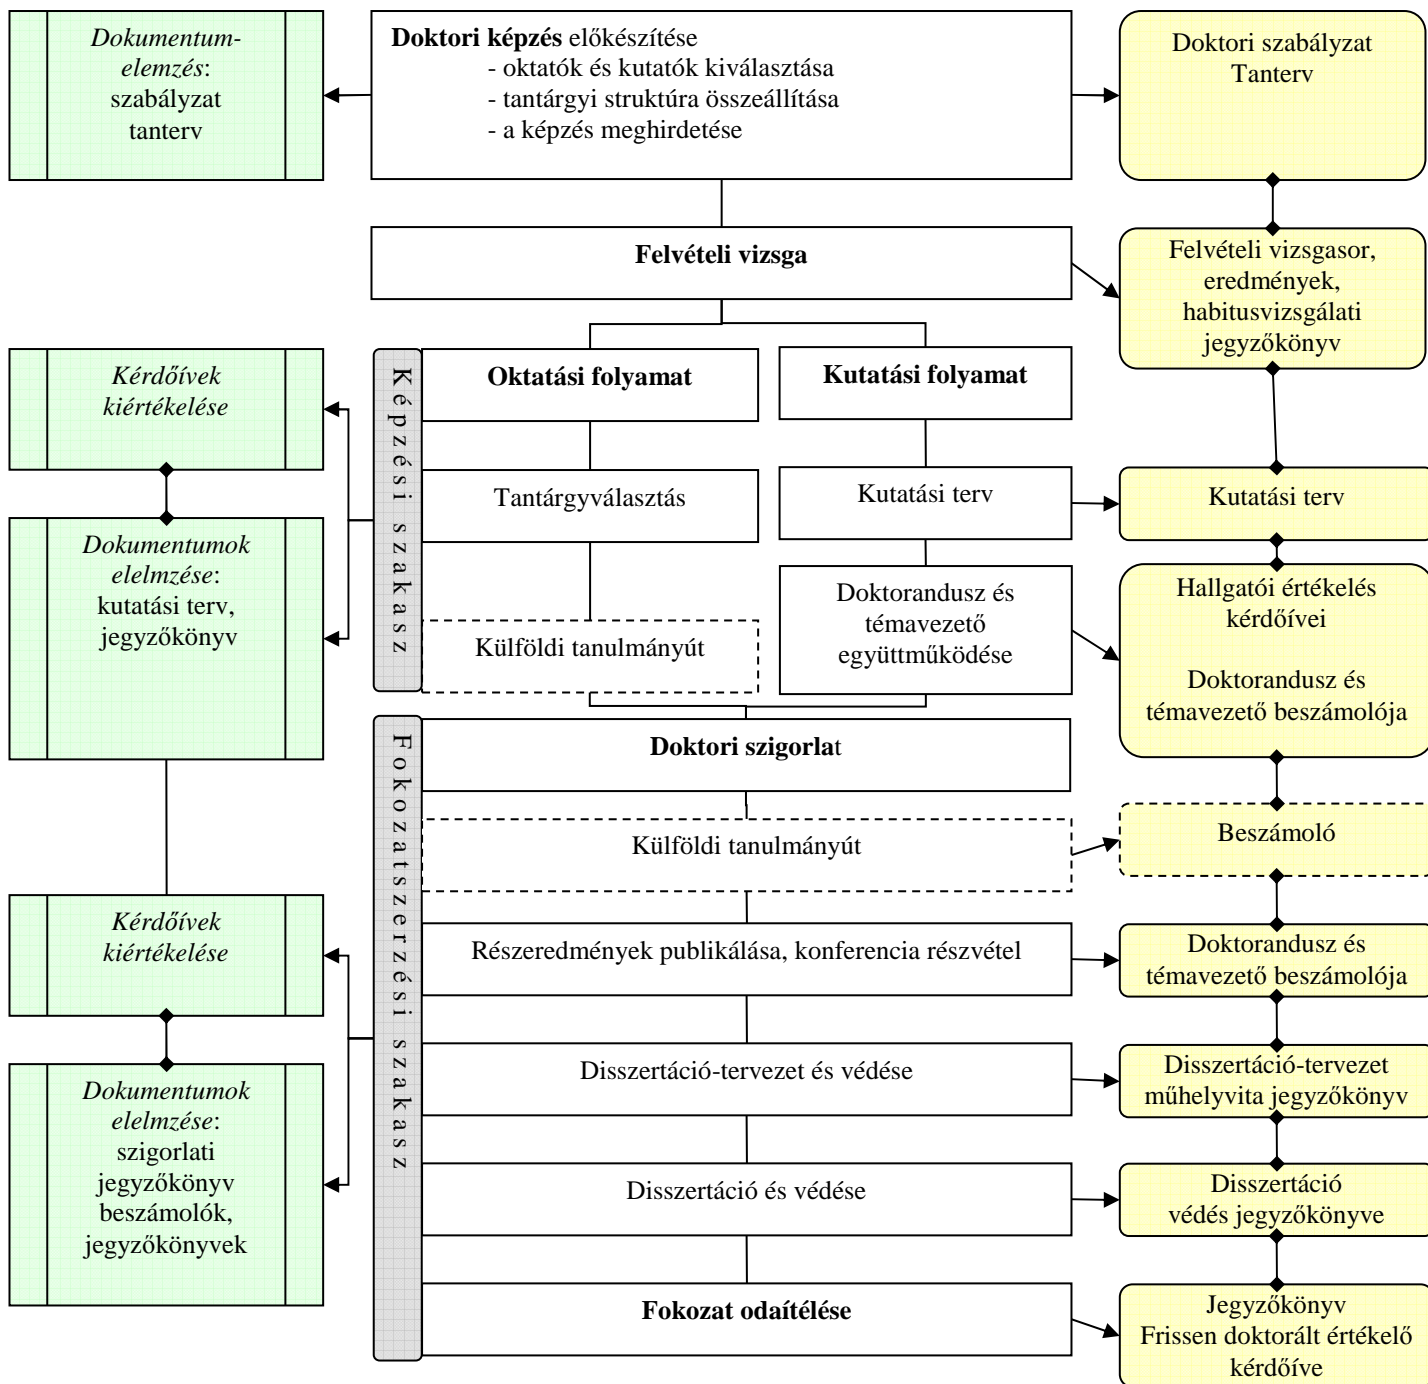 Dokumentum-
elemzés:
szabályzat
tanterv
Doktori képzés előkészítése
- oktatók és kutatók kiválasztása
- tantárgyi struktúra összeállítása
- a képzés meghirdetése
Doktori szabályzat
Tanterv
Felvételi vizsga
Felvételi vizsgasor,
eredmények,
habitusvizsgálati
jegyzőkönyv
Kérdőívek
kiértékelése
Képzési szakasz
Oktatási folyamat
Kutatási folyamat
Tantárgyválasztás
Kutatási terv
Kutatási terv
Dokumentumok
elelmzése:
kutatási terv,
jegyzőkönyv
Külföldi tanulmányút
Doktorandusz és
témavezető
együttműködése
Hallgatói értékelés
kérdőívei
Doktorandusz és
témavezető beszámolója
Fokozatszerzési szakasz
Doktori szigorlat
Külföldi tanulmányút
Beszámoló
Kérdőívek
kiértékelése
Részeredmények publikálása, konferencia részvétel
Doktorandusz és
témavezető beszámolója
Dokumentumok
elelmzése:
szigorlati
jegyzőkönyv
beszámolók,
jegyzőkönyvek
Disszertáció-tervezet és védése
Disszertáció-tervezet
műhelyvita jegyzőkönyv
Disszertáció és védése
Disszertáció
védés jegyzőkönyve
Fokozat odaítélése
Jegyzőkönyv
Frissen doktorált értékelő
kérdőíve